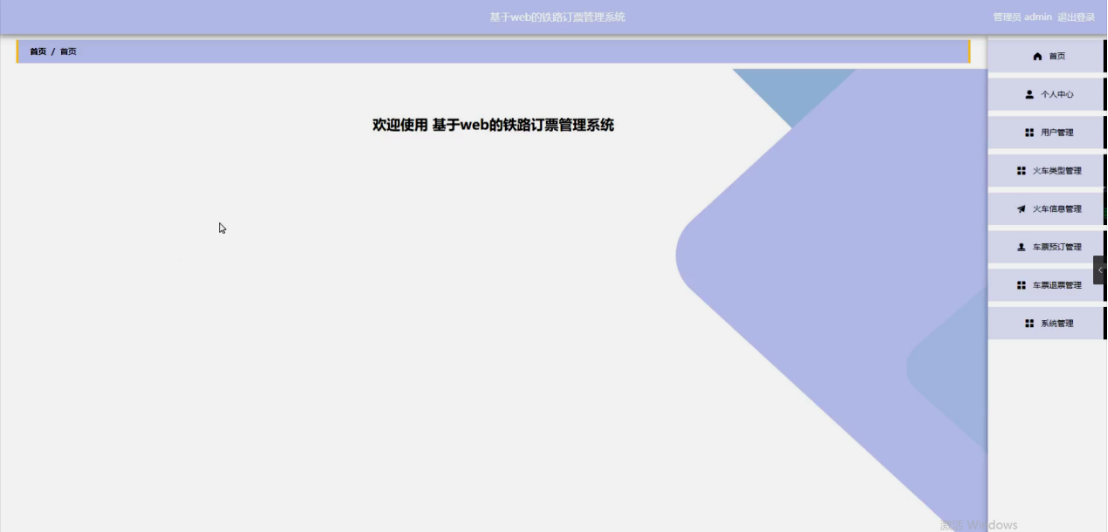 基于web的铁路订票管理系统
管理员 admin 退出登录
首页 / 首页
欢迎使用 基于web的铁路订票管理系统
首页
个人中心
用户管理
火车类型管理
火车信息管理
车票预订管理
车票退票管理
系统管理
激活 Windows